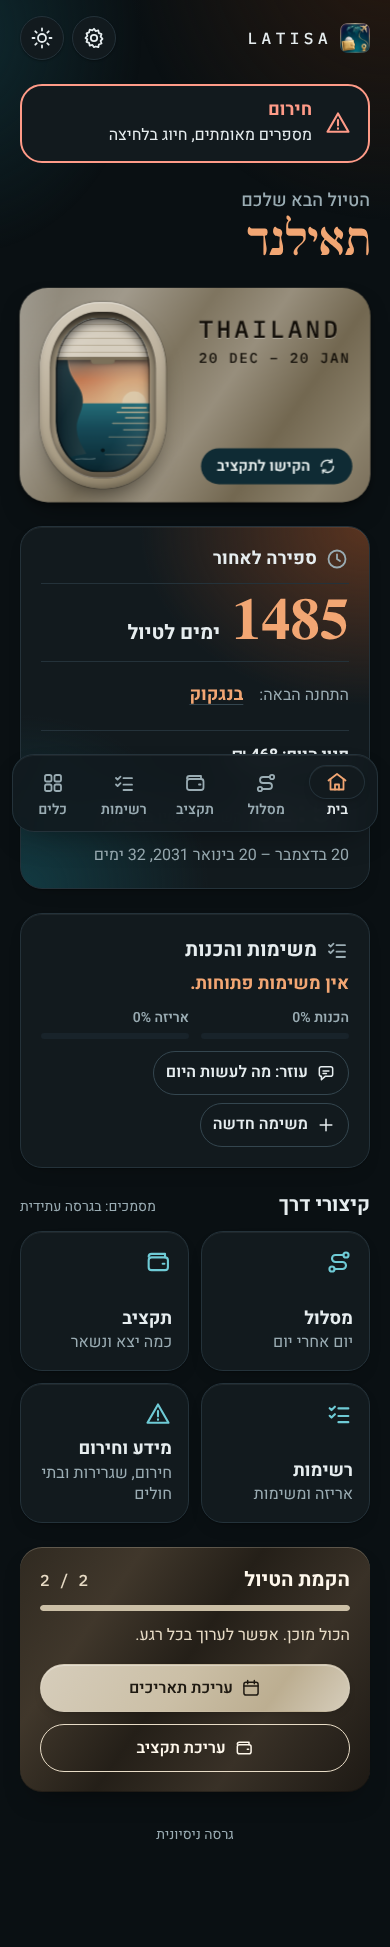 LATISA
חירום
מספרים מאומתים, חיוג בלחיצה
הטיול הבא שלכם
תאילנד
THAILAND
20 DEC – 20 JAN
הקישו לתקציב
ספירה לאחור
1485 ימים לטיול
התחנה הבאה: בנגקוק
בית
מסלול
תקציב
רשימות
כלים
20 בדצמבר – 20 בינואר 2031, 32 ימים
משימות והכנות
אין משימות פתוחות.
הכנות 0%
אריזה 0%
עוזר: מה לעשות היום
משימה חדשה
קיצורי דרך
מסמכים: בגרסה עתידית
מסלול
יום אחרי יום
תקציב
כמה יצא ונשאר
רשימות
אריזה ומשימות
מידע וחירום
חירום, שגרירות ובתי
חולים
הקמת הטיול
2 / 2
הכול מוכן. אפשר לערוך בכל רגע.
עריכת תאריכים
עריכת תקציב
גרסה ניסיונית